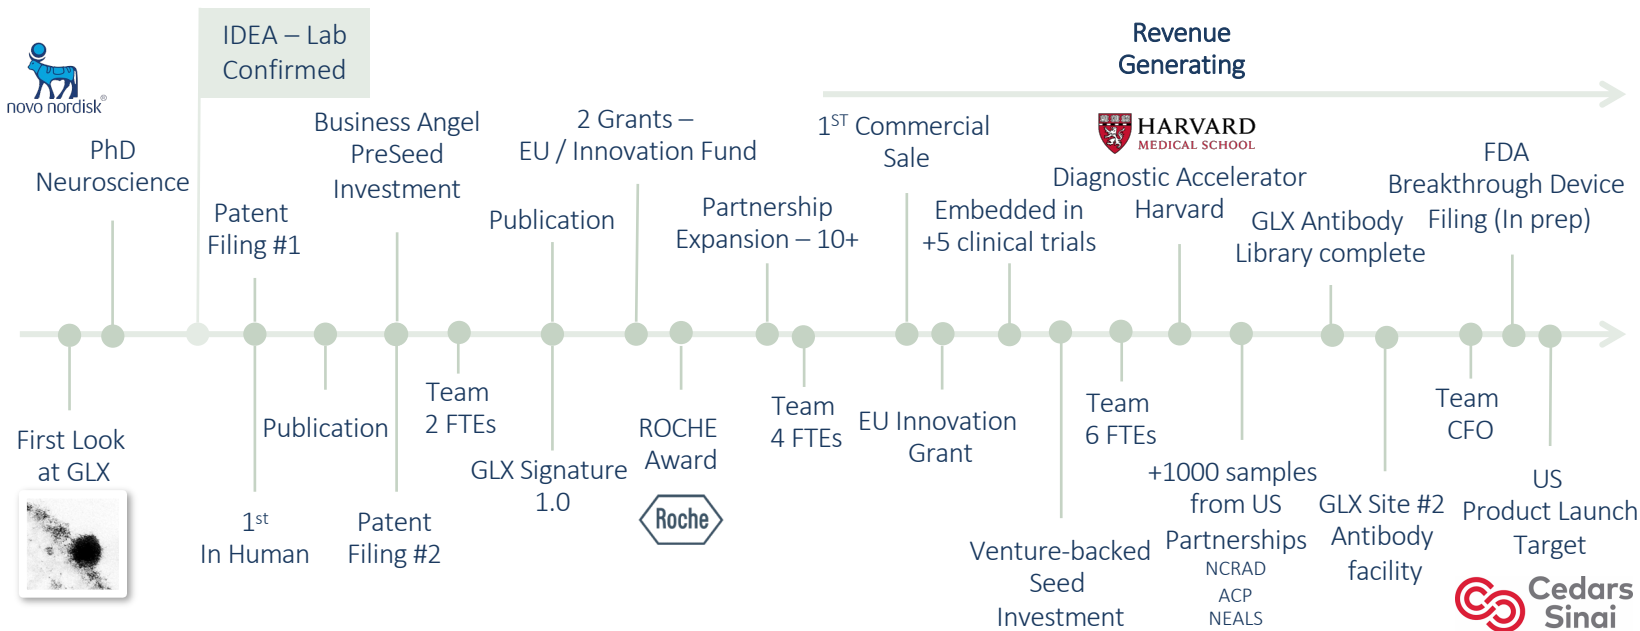 novo nordisk®
IDEA – Lab
Confirmed
Revenue
Generating
PhD
Neuroscience
Patent
Filing #1
Business Angel
PreSeed
Investment
Publication
2 Grants –
EU / Innovation Fund
Partnership
Expansion – 10+
1ST Commercial
Sale
Embedded in
+5 clinical trials
HARVARD
MEDICAL SCHOOL
Diagnostic Accelerator
Harvard
GLX Antibody
Library complete
FDA
Breakthrough Device
Filing (In prep)
First Look
at GLX
1st
In Human
Publication
Patent
Filing #2
Team
2 FTEs
GLX Signature
1.0
ROCHE
Award
Roche
Team
4 FTEs
EU Innovation
Grant
Venture-backed
Seed
Investment
Team
6 FTEs
+1000 samples
from US
Partnerships
NCRAD
ACP
NEALS
GLX Site #2
Antibody
facility
Team
CFO
US
Product Launch
Target
Cedars
Sinai